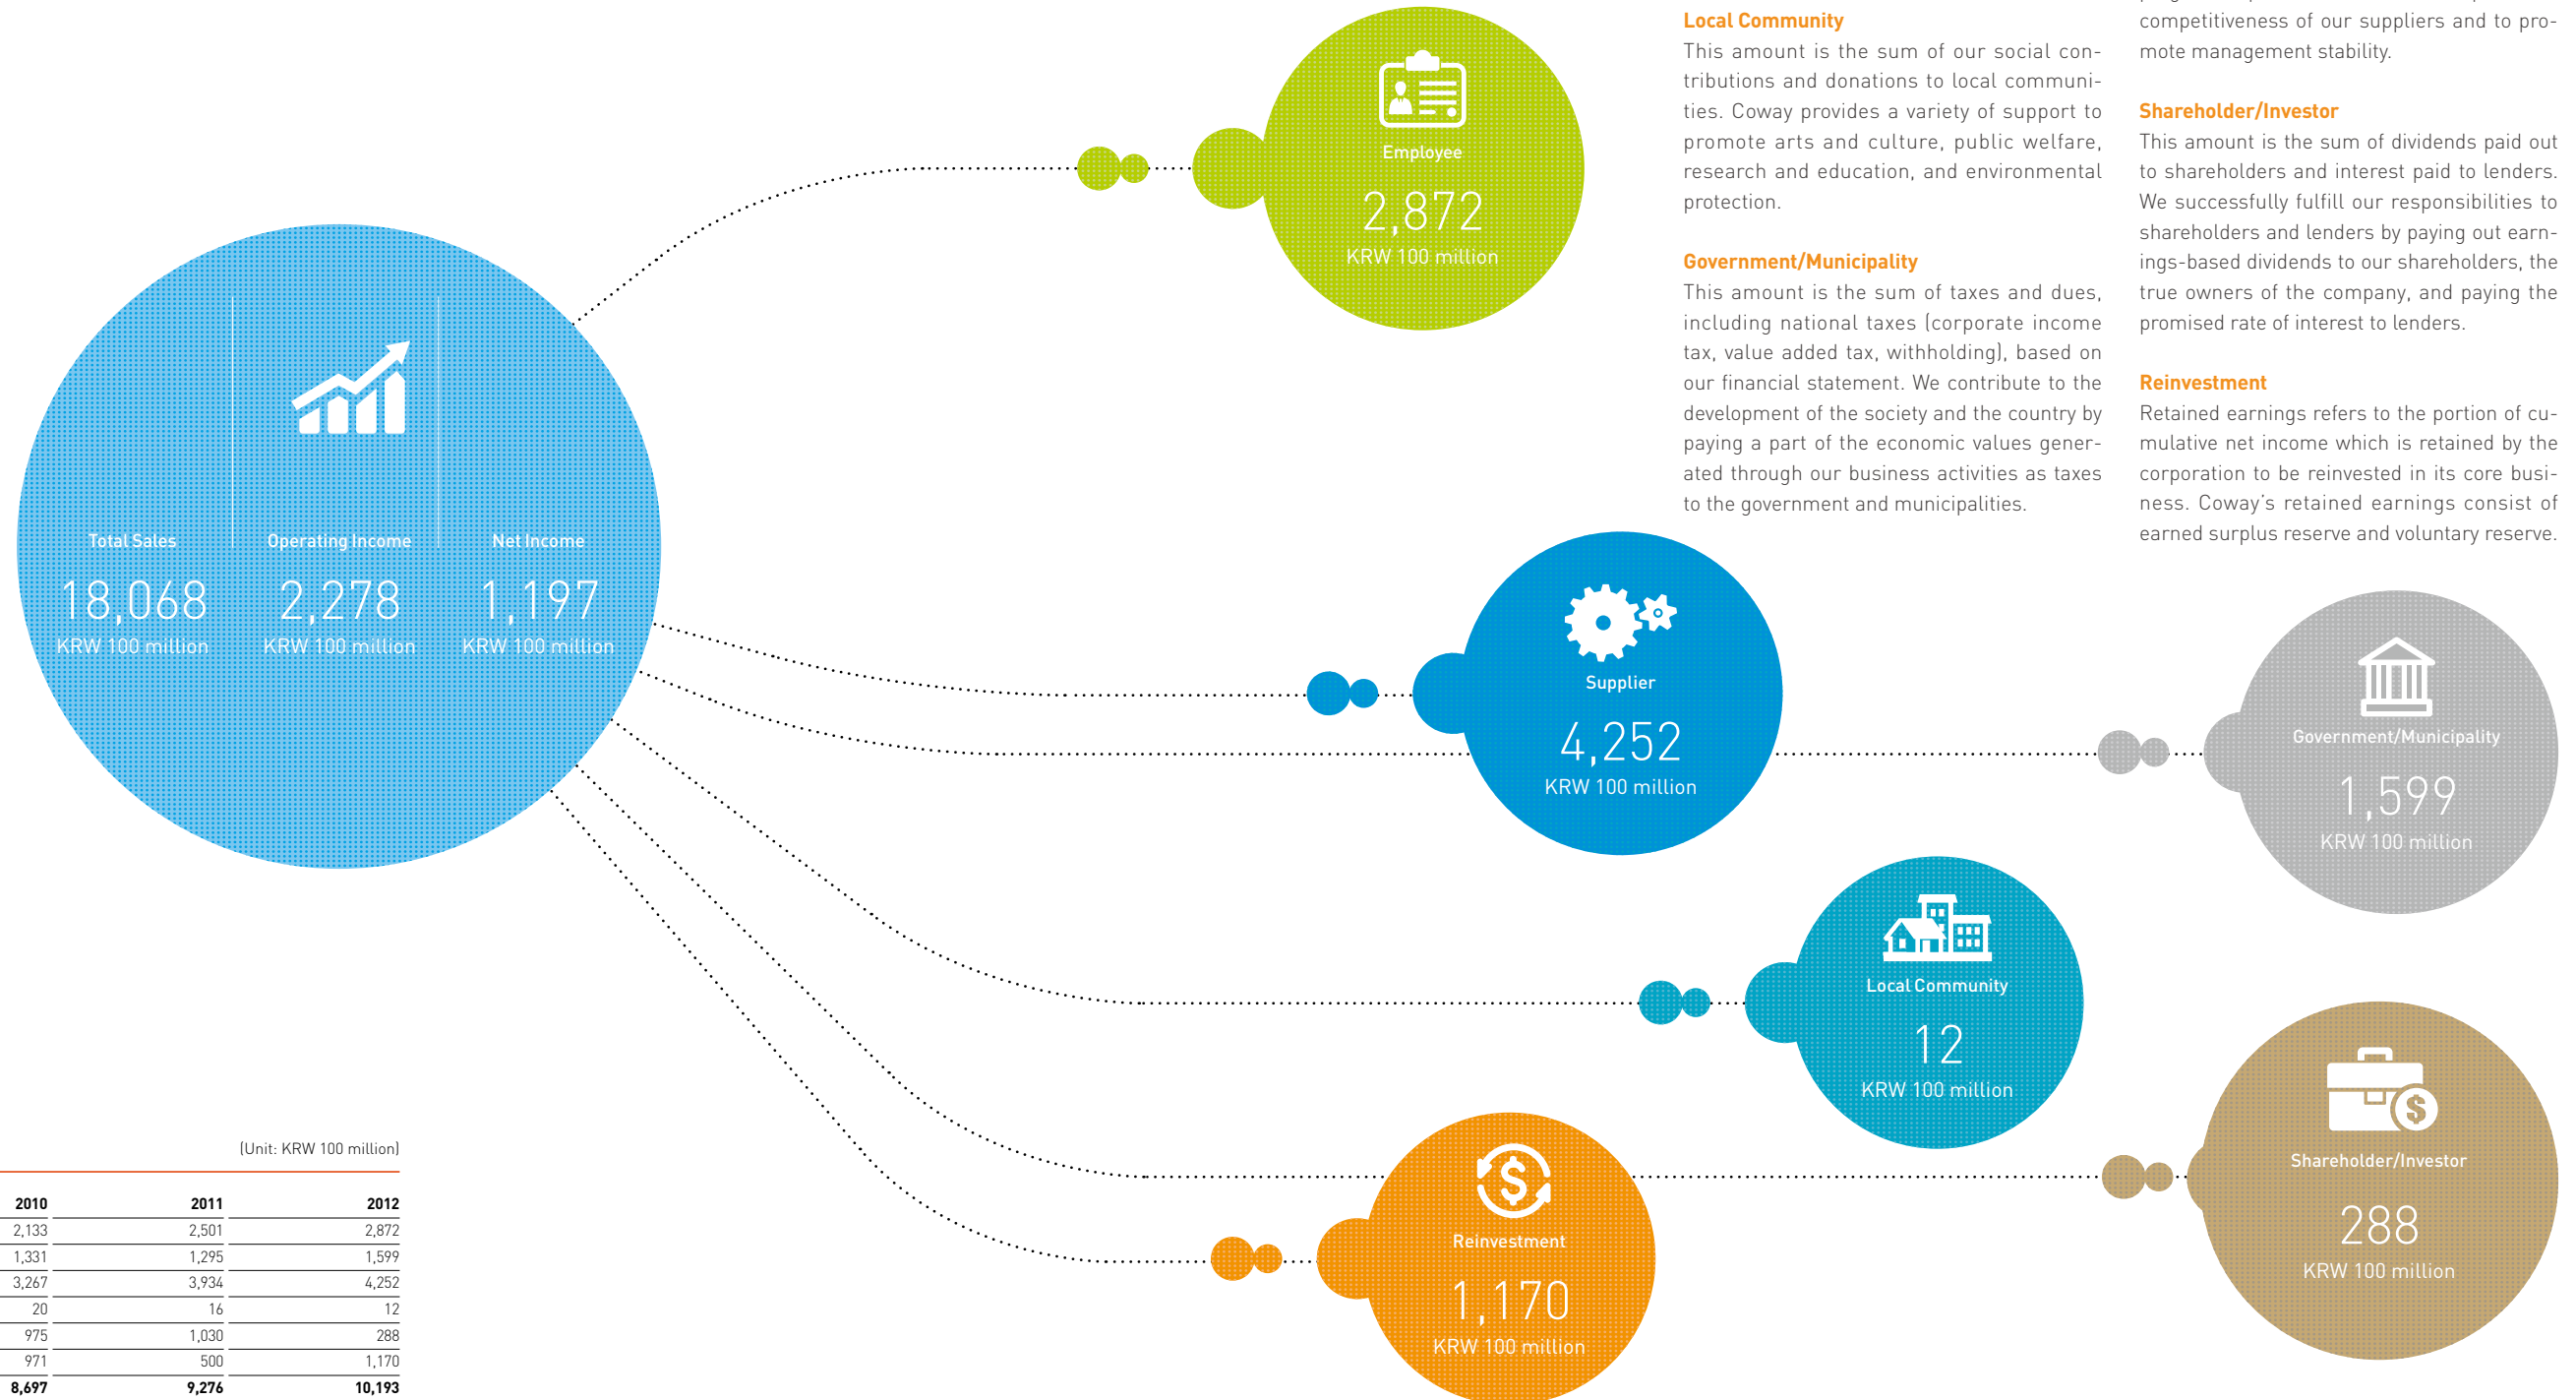 Local Community
This amount is the sum of our social con-
tributions and donations to local communi-
ties. Coway provides a variety of support to
promote arts and culture, public welfare,
research and education, and environmental
protection.
Government/Municipality
This amount is the sum of taxes and dues,
including national taxes (corporate income
tax, value added tax, withholding), based on
our financial statement. We contribute to the
development of the society and the country by
paying a part of the economic values gener-
ated through our business activities as taxes
to the government and municipalities.
competitiveness of our suppliers and to pro-
mote management stability.
Shareholder/Investor
This amount is the sum of dividends paid out
to shareholders and interest paid to lenders.
We successfully fulfill our responsibilities to
shareholders and lenders by paying out earn-
ings-based dividends to our shareholders, the
true owners of the company, and paying the
promised rate of interest to lenders.
Reinvestment
Retained earnings refers to the portion of cu-
mulative net income which is retained by the
corporation to be reinvested in its core busi-
ness. Coway's retained earnings consist of
earned surplus reserve and voluntary reserve.
Employee
2,872
KRW 100 million
Total Sales
18,068
KRW 100 million
Operating Income
2,278
KRW 100 million
Net Income
1,197
KRW 100 million
Supplier
4,252
KRW 100 million
Government/Municipality
1,599
KRW 100 million
Local Community
12
KRW 100 million
Shareholder/Investor
$
288
KRW 100 million
$
Reinvestment
1,170
KRW 100 million
(Unit: KRW 100 million)
2010 2011 2012
2,133 2,501 2,872
1,331 1,295 1,599
3,267 3,934 4,252
20 16 12
975 1,030 288
971 500 1,170
8,697 9,276 10,193